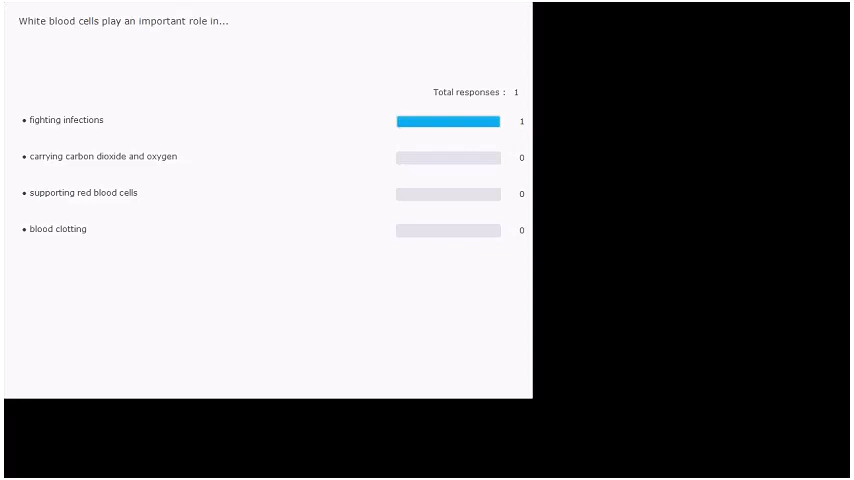 White blood cells play an important role in...
Total responses : 1
• fighting infections 1
• carrying carbon dioxide and oxygen 0
• supporting red blood cells 0
• blood clotting 0